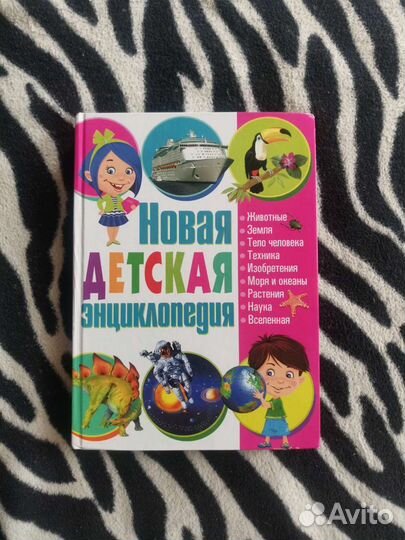 Новая
ДЕТСКАЯ
энциклопедия
Животные
Земля
Тело человека
Техника
Изобретения
Моря и океаны
Растения
Наука
Вселенная
Avito